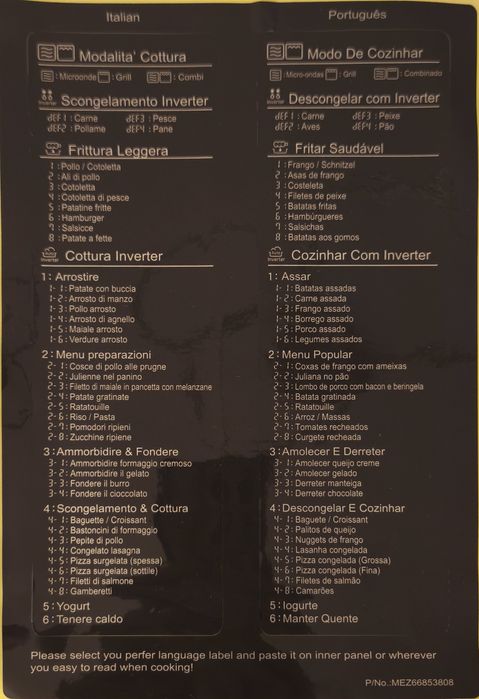 Italian
Modalita' Cottura
:Microonde :Grill :Combi
Inverter Scongelamento Inverter
dEF1:Carne dEF3:Pesce
dEF2:Pollame dEF4:Pane
Frittura Leggera
1:Pollo / Cotoletta
2:Ali di pollo
3:Cotoletta
4:Cotoletta di pesce
5:Patatine fritte
6:Hamburger
7:Salsicce
8:Patate a fette
Inverter Cottura Inverter
1:Arrostire
1-1:Patate con buccia
1-2:Arrosto di manzo
1-3:Pollo arrosto
1-4:Arrosto di agnello
1-5:Maiale arrosto
1-6:Verdure arrosto
2:Menu preparazioni
2-1:Cosce di pollo alle prugne
2-2:Julienne nel panino
2-3:Filetto di maiale in pancetta con melanzane
2-4:Patate gratinate
2-5:Ratatouille
2-6:Riso / Pasta
2-7:Pomodori ripieni
2-8:Zucchine ripiene
3:Ammorbidire & Fondere
3-1:Ammorbidire formaggio cremoso
3-2:Ammorbidire il gelato
3-3:Fondere il burro
3-4:Fondere il cioccolato
4:Scongelamento & Cottura
4-1:Baguette / Croissant
4-2:Bastoncini di formaggio
4-3:Pepite di pollo
4-4:Congelato lasagna
4-5:Pizza surgelata (spessa)
4-6:Pizza surgelata (sottile)
4-7:Filetti di salmone
4-8:Gamberetti
5:Yogurt
6:Tenere caldo
Português
Modo De Cozinhar
:Micro-ondas :Grill :Combinado
Inverter Descongelar com Inverter
dEF1:Carne dEF3:Peixe
dEF2:Aves dEF4:Pão
Fritar Saudável
1:Frango / Schnitzel
2:Asas de frango
3:Costeleta
4:Filetes de peixe
5:Batatas fritas
6:Hambúrgueres
7:Salsichas
8:Batatas aos gomos
Inverter Cozinhar Com Inverter
1:Assar
1-1:Batatas assadas
1-2:Carne assada
1-3:Frango assado
1-4:Borrego assado
1-5:Porco assado
1-6:Legumes assados
2:Menu Popular
2-1:Coxas de frango com ameixas
2-2:Juliana no pão
2-3:Lombo de porco com bacon e beringela
2-4:Batata gratinada
2-5:Ratatouille
2-6:Arroz / Massas
2-7:Tomates recheados
2-8:Curgete recheada
3:Amolecer E Derreter
3-1:Amolecer queijo creme
3-2:Amolecer gelado
3-3:Derreter manteiga
3-4:Derreter chocolate
4:Descongelar E Cozinhar
4-1:Baguete / Croissant
4-2:Palitos de queijo
4-3:Nuggets de frango
4-4:Lasanha congelada
4-5:Pizza congelada (Grossa)
4-6:Pizza congelada (Fina)
4-7:Filetes de salmão
4-8:Camarões
5:Iogurte
6:Manter Quente
Please select you perfer language label and paste it on inner panel or wherever
you easy to read when cooking!
P/No.:MEZ66853808